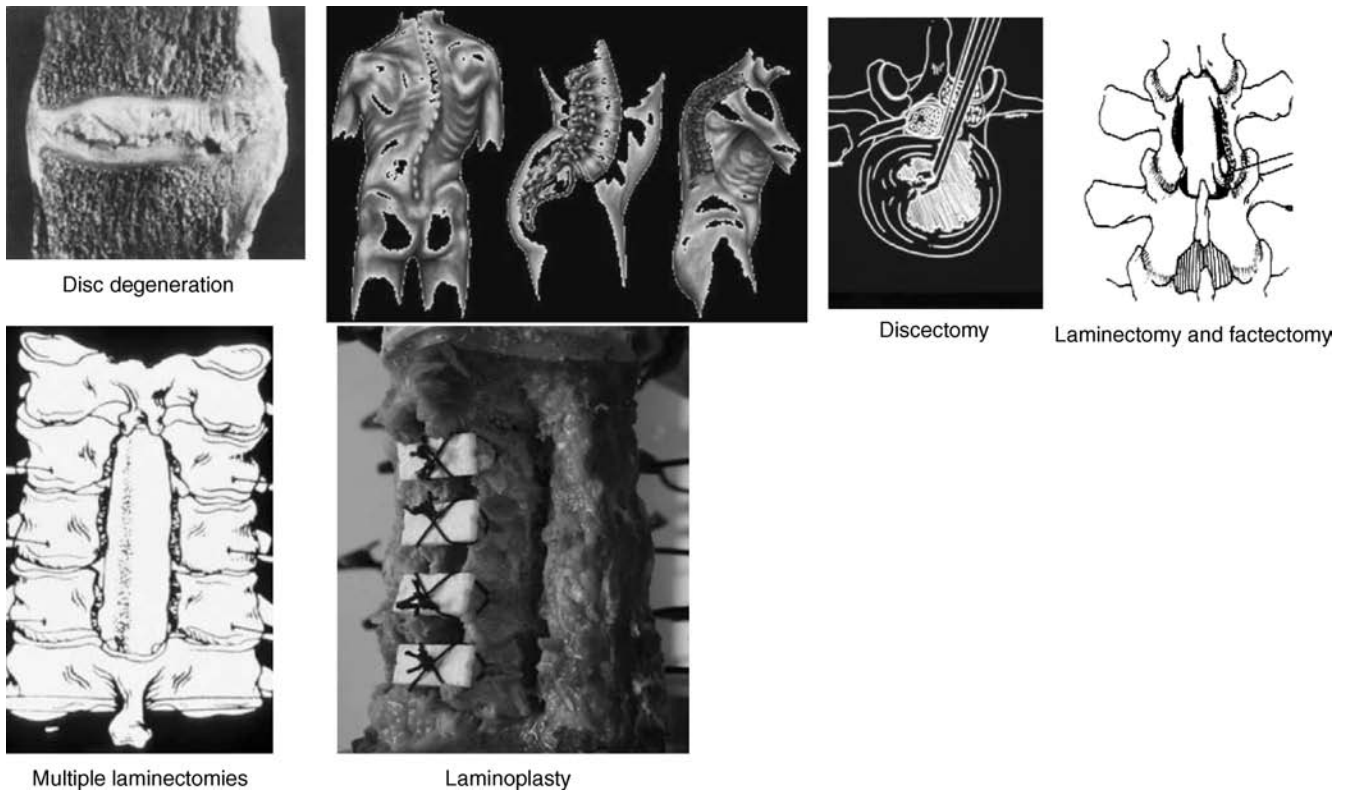 Disc degeneration
Discectomy
Laminectomy and factectomy
Multiple laminectomies
Laminoplasty